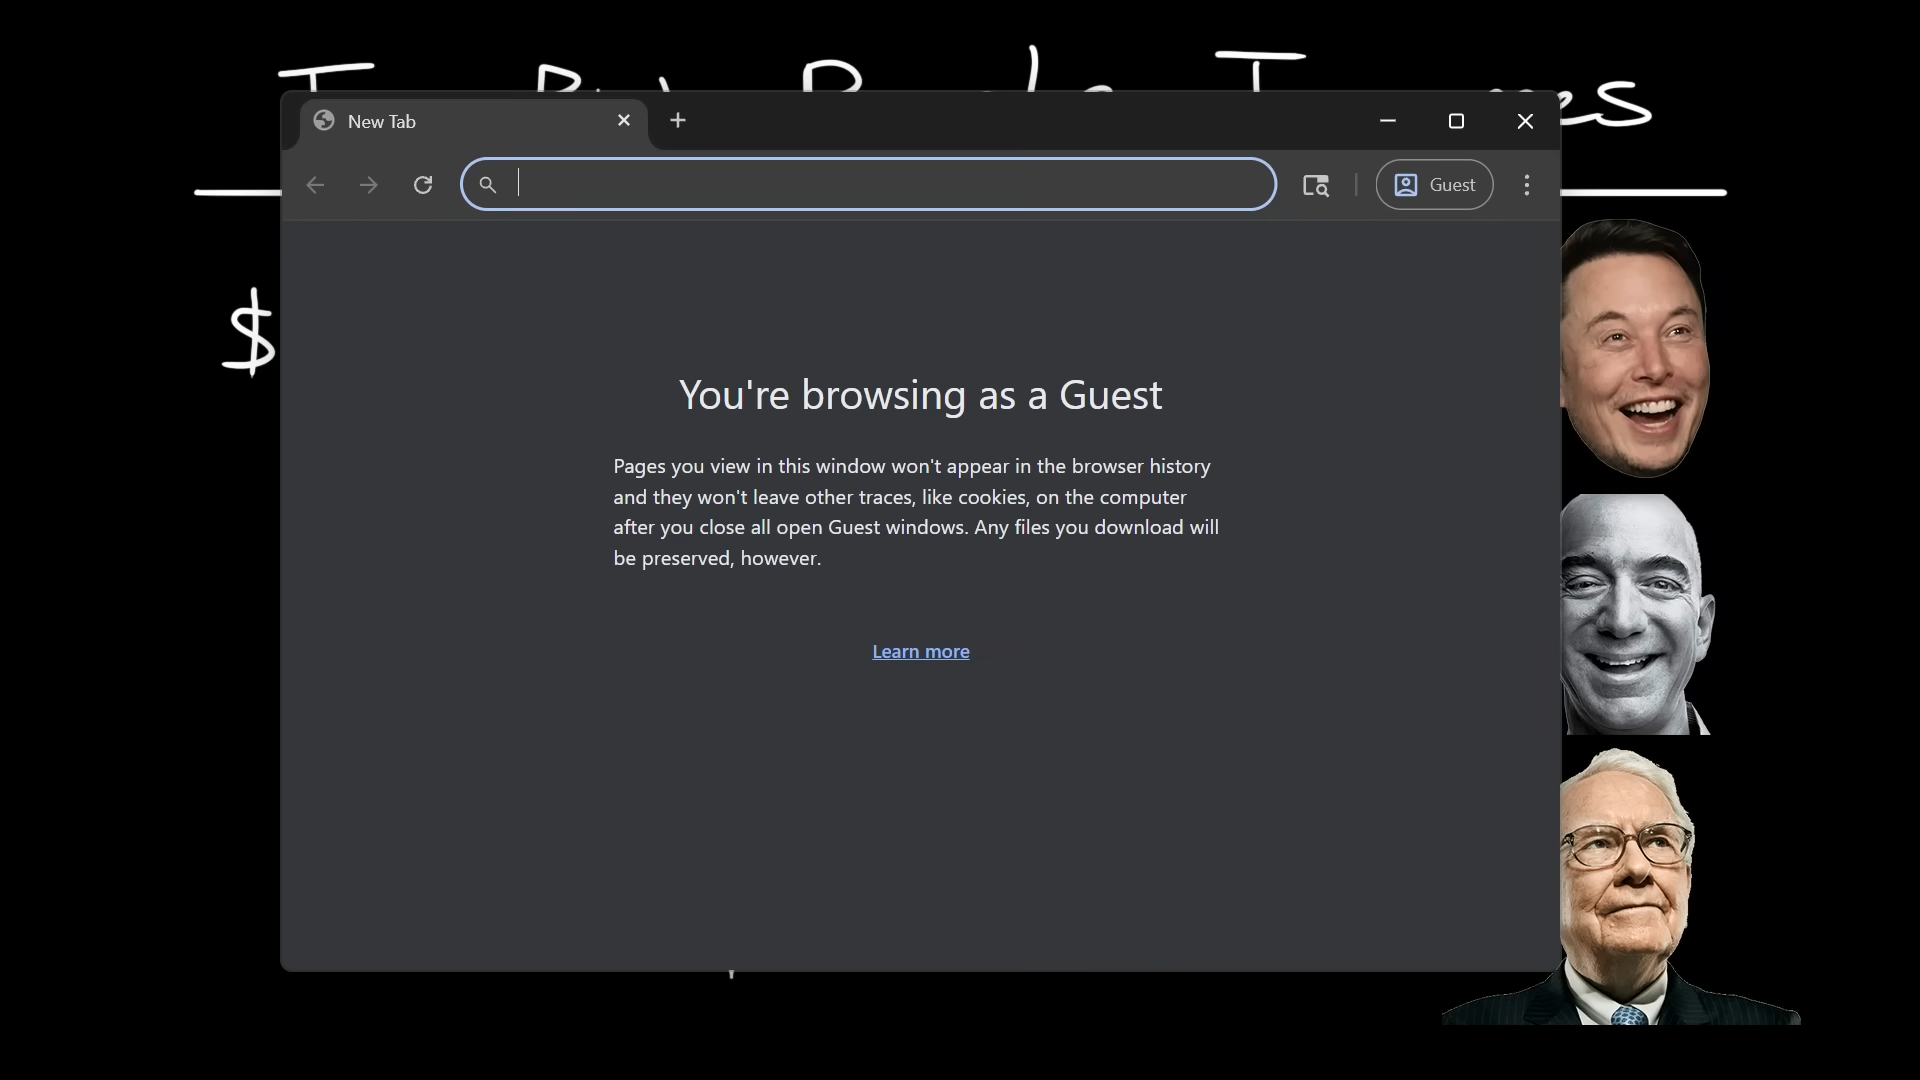 New Tab
Guest
$
You're browsing as a Guest
Pages you view in this window won't appear in the browser history
and they won't leave other traces, like cookies, on the computer
after you close all open Guest windows. Any files you download will
be preserved, however.
Learn more